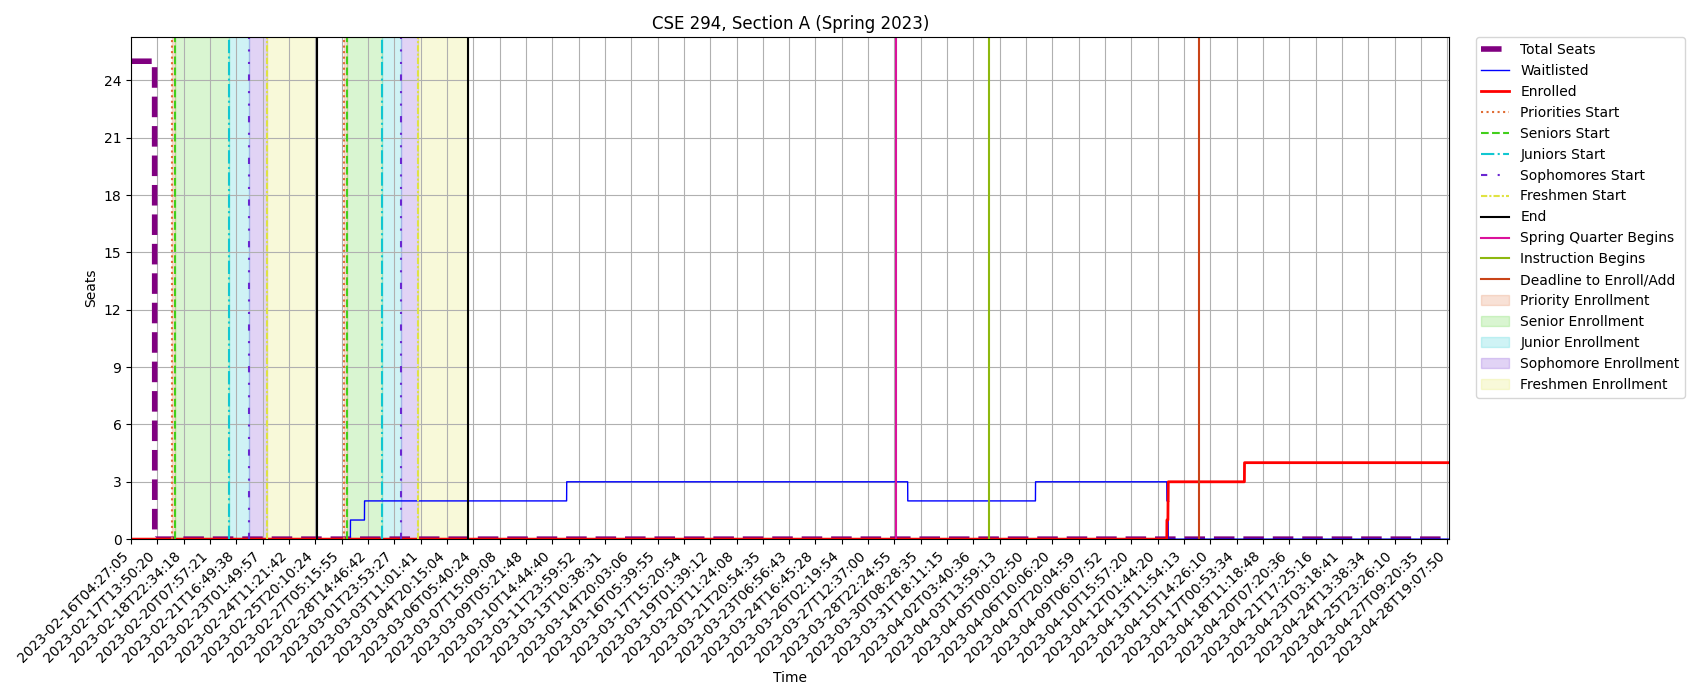 CSE 294, Section A (Spring 2023)
Seats
24
21
18
15
12
9
6
3
0
2023-02-16T04:27:05
2023-02-17T13:50:20
2023-02-18T22:34:18
2023-02-20T07:57:21
2023-02-21T16:49:38
2023-02-23T01:49:57
2023-02-24T11:21:42
2023-02-25T20:10:24
2023-02-27T05:15:55
2023-02-28T14:46:42
2023-03-01T23:53:27
2023-03-03T11:01:41
2023-03-04T20:15:04
2023-03-06T05:40:24
2023-03-07T15:09:09
2023-03-09T05:21:48
2023-03-10T14:44:40
2023-03-11T23:59:52
2023-03-13T10:38:31
2023-03-14T20:03:06
2023-03-16T05:39:55
2023-03-17T15:20:54
2023-03-19T01:39:12
2023-03-20T11:24:08
2023-03-21T20:54:35
2023-03-23T06:56:43
2023-03-24T16:45:28
2023-03-26T02:19:54
2023-03-27T12:37:00
2023-03-28T22:24:55
2023-03-30T08:28:35
2023-03-31T18:11:15
2023-04-02T03:40:36
2023-04-03T13:59:13
2023-04-05T00:02:50
2023-04-06T10:06:20
2023-04-07T20:04:59
2023-04-09T06:07:52
2023-04-10T15:57:20
2023-04-12T01:44:20
2023-04-13T11:54:13
2023-04-15T14:26:10
2023-04-17T00:53:34
2023-04-18T11:18:48
2023-04-20T07:20:36
2023-04-21T17:25:16
2023-04-23T03:18:41
2023-04-24T13:38:34
2023-04-25T23:26:10
2023-04-27T09:20:35
2023-04-28T19:07:50
Time
Total Seats
Waitlisted
Enrolled
Priorities Start
Seniors Start
Juniors Start
Sophomores Start
Freshmen Start
End
Spring Quarter Begins
Instruction Begins
Deadline to Enroll/Add
Priority Enrollment
Senior Enrollment
Junior Enrollment
Sophomore Enrollment
Freshmen Enrollment